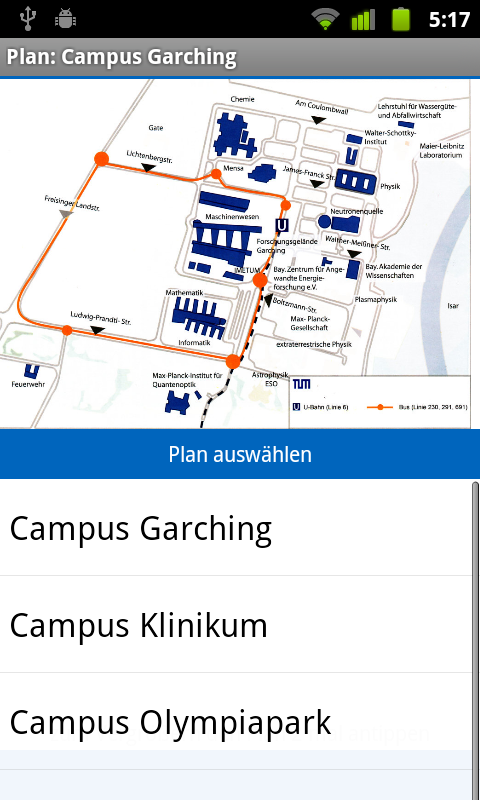 5:17
Plan: Campus Garching
Chemie
Am Coulombwall
Lehrstuhl für Wassergüte-
und Abfallwirtschaft
Gate
Walter-Schottky-
Institut
Maier-Leibnitz
Laboratorium
Lichtenbergstr.
Mensa
James-Franck Str.
Physik
Freisinger Landstr.
Maschinenwesen
Neutronenquelle
U
Forschungsgelände
Garching
Walther-Meißner- Str.
IMETUM
Bay. Zentrum für Ange-
wandte Energie-
forschung e.V.
Bay. Akademie der
Wissenschaften
Mathematik
Boltzmann-Str.
Plasmaphysik
Isar
Ludwig-Prandtl- Str.
Max- Planck-
Gesellschaft
Informatik
extraterrestrische Physik
Feuerwehr
Max-Planck-Institut für
Quantenoptik
Astrophysik,
ESO
TUM
U U-Bahn (Linie 6)
Bus (Linie 230, 291, 691)
Plan auswählen
Campus Garching
Campus Klinikum
Campus Olympiapark